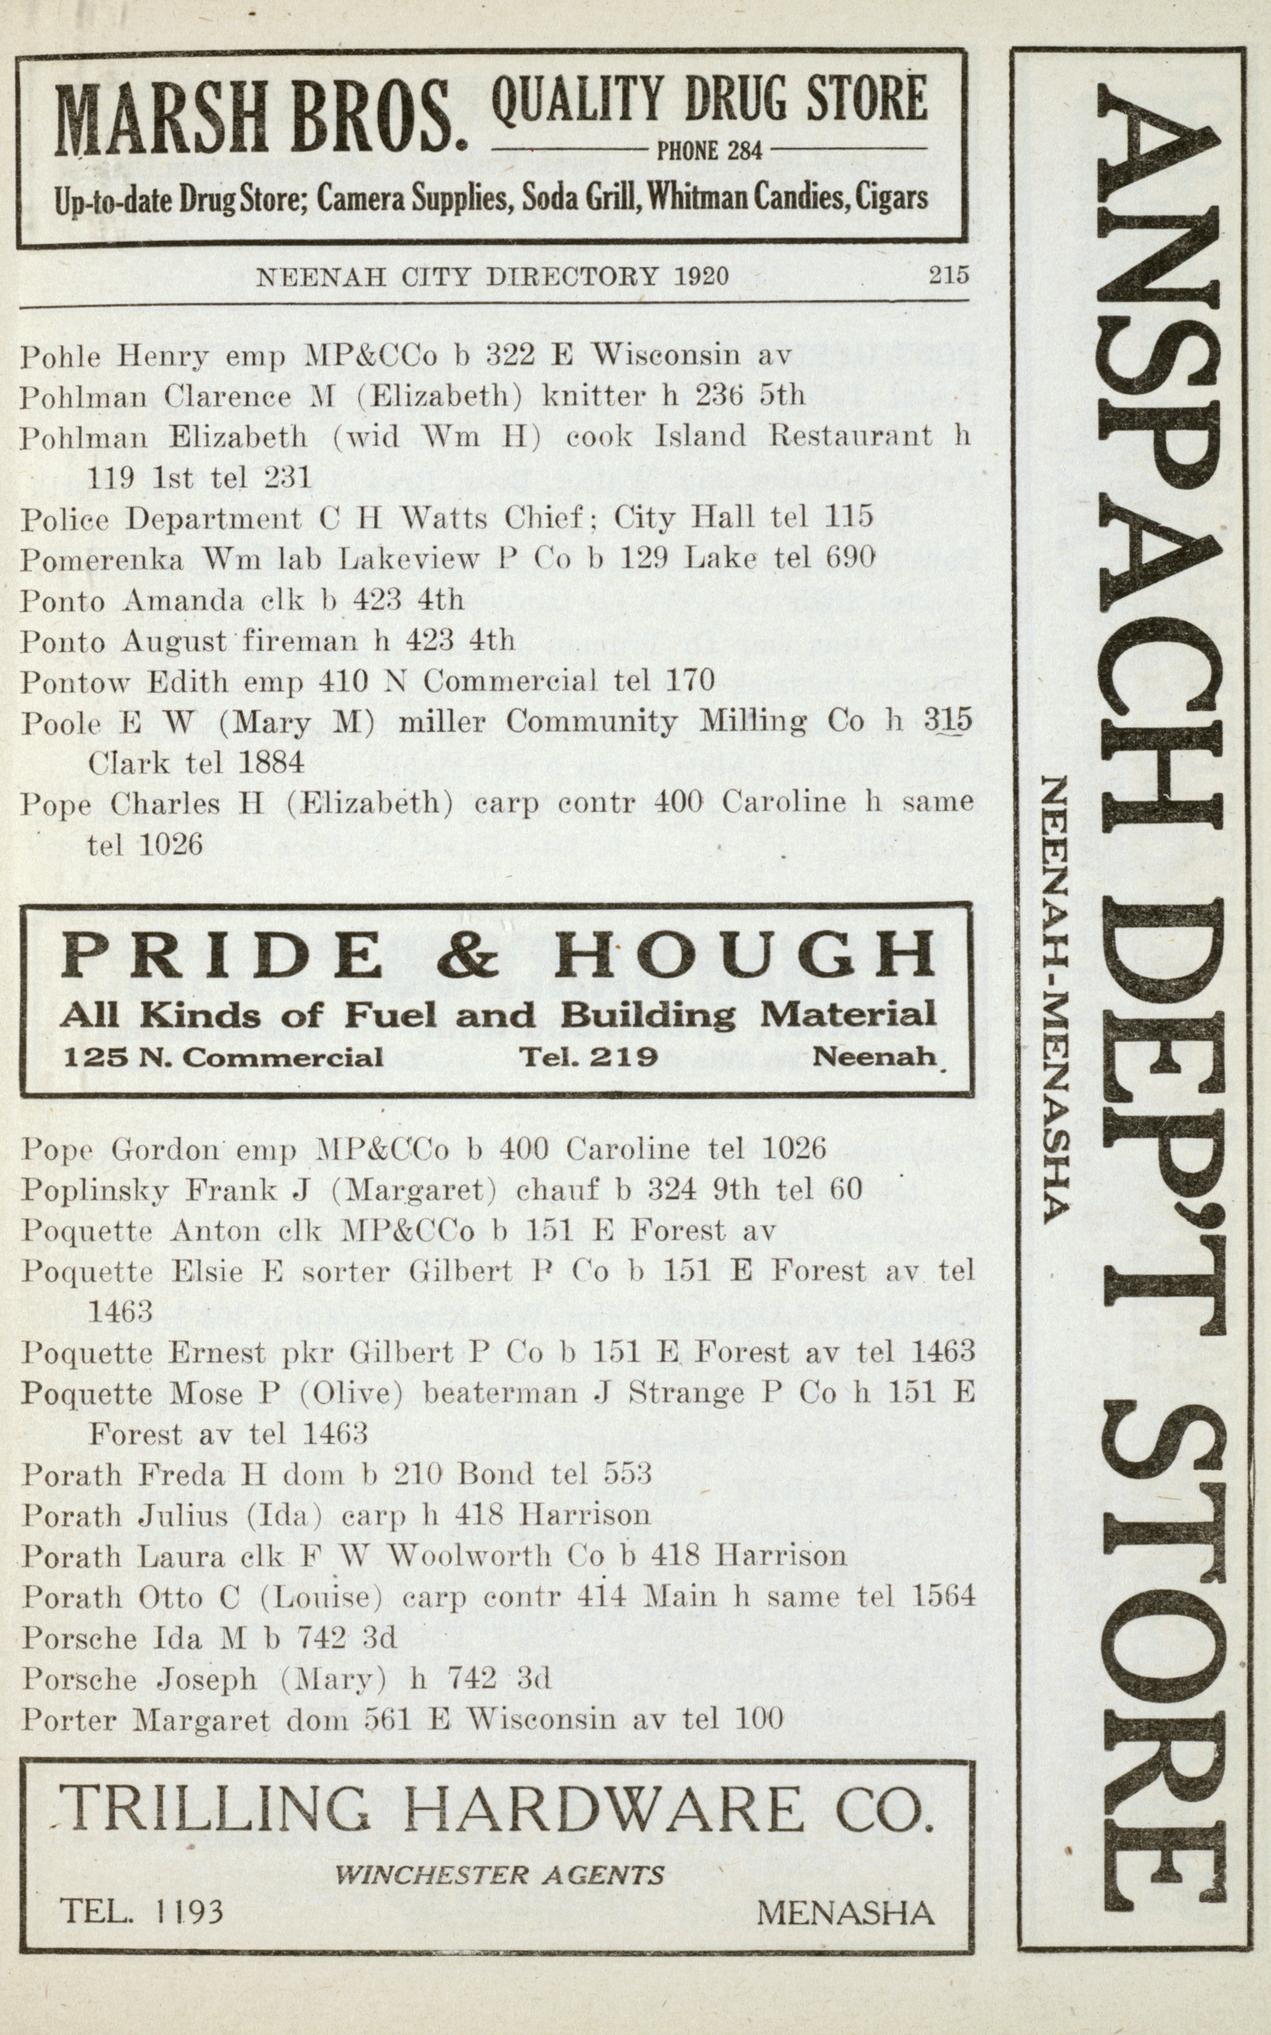 MARSH BROS. QUALITY DRUG STORE
PHONE 284
Up-to-date Drug Store; Camera Supplies, Soda Grill, Whitman Candies, Cigars
NEENAH CITY DIRECTORY 1920 215
Pohle Henry emp MP&CCo b 322 E Wisconsin av
Pohlman Clarence M (Elizabeth) knitter h 236 5th
Pohlman Elizabeth (wid Wm H) cook Island Restaurant h
119 1st tel 231
Police Department C H Watts Chief; City Hall tel 115
Pomerenka Wm lab Lakeview P Co b 129 Lake tel 690
Ponto Amanda clk b 423 4th
Ponto August fireman h 423 4th
Pontow Edith emp 410 N Commercial tel 170
Poole E W (Mary M) miller Community Milling Co h 315
Clark tel 1884
Pope Charles H (Elizabeth) carp contr 400 Caroline h same
tel 1026
PRIDE & HOUGH
All Kinds of Fuel and Building Material
125 N. Commercial Tel. 219 Neenah.
Pope Gordon emp MP&CCo b 400 Caroline tel 1026
Poplinsky Frank J (Margaret) chauf b 324 9th tel 60
Poquette Anton clk MP&CCo b 151 E Forest av
Poquette Elsie E sorter Gilbert P Co b 151 E Forest av tel
1463
Poquette Ernest pkr Gilbert P Co b 151 E Forest av tel 1463
Poquette Mose P (Olive) beaterman J Strange P Co h 151 E
Forest av tel 1463
Porath Freda H dom b 210 Bond tel 553
Porath Julius (Ida) carp h 418 Harrison
Porath Laura clk F W Woolworth Co b 418 Harrison
Porath Otto C (Louise) carp contr 414 Main h same tel 1564
Porsche Ida M b 742 3d
Porsche Joseph (Mary) h 742 3d
Porter Margaret dom 561 E Wisconsin av tel 100
TRILLING HARDWARE CO.
WINCHESTER AGENTS
TEL. 1193 MENASHA
ANSPACH DEP'T STORE
NEENAH-MENASHA